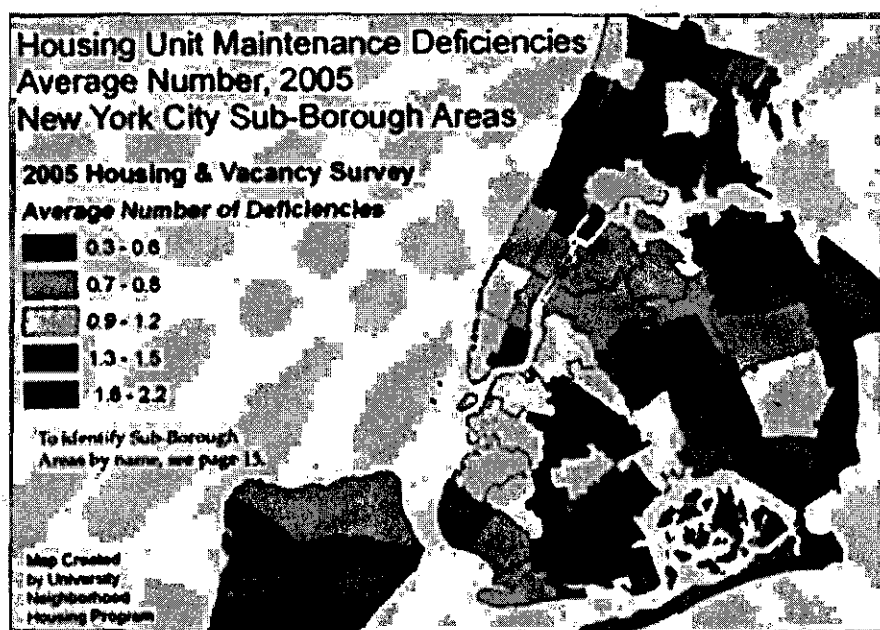 Housing Unit Maintenance Deficiencies
Average Number, 2005
New York City Sub-Borough Areas
2005 Housing & Vacancy Survey
Average Number of Deficiencies
0.3 - 0.6
0.7 - 0.8
0.9 - 1.2
1.3 - 1.5
1.6 - 2.2
To Identify Sub-Borough
Areas by name, see page 15.
Map Created
by University
Neighborhood
Housing Program